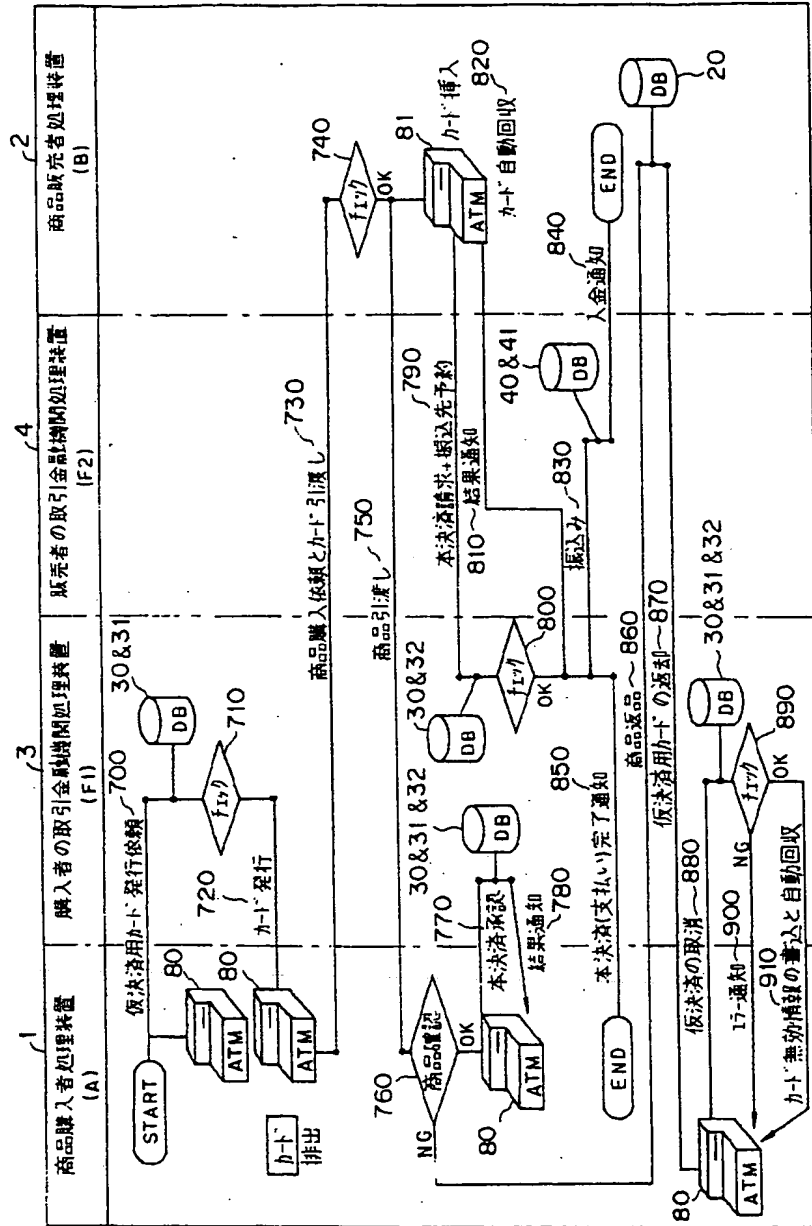 1
商品購入者処理装置
(A)
3
購入者の取引金融機関処理装置
(F1)
4
販売者の取引金融機関処理装置
(F2)
2
商品販売者処理装置
(B)
START
仮決済用カード発行依頼
700
30&31
DB
80
ATM
710
チェック
720
カード発行
80
ATM
カード
排出
商品購入依頼とカード引渡し
730
740
チェック
OK
商品引渡し
750
81
ATM
カード挿入
カード自動回収
820
760
商品確認
NG
OK
80
ATM
770
本決済承認
30&31&32
DB
結果通知
780
本決済請求+振込先予約
790
30&32
DB
810
結果通知
チェック
800
OK
振込み
830
40&41
DB
入金通知
840
END
本決済(支払い)完了通知
850
END
商品返品
860
仮決済用カードの返却
870
DB
20
80
ATM
仮決済の取消
880
30&31&32
DB
チェック
890
NG
OK
エラー通知
900
カード無効情報の書込と自動回収
910